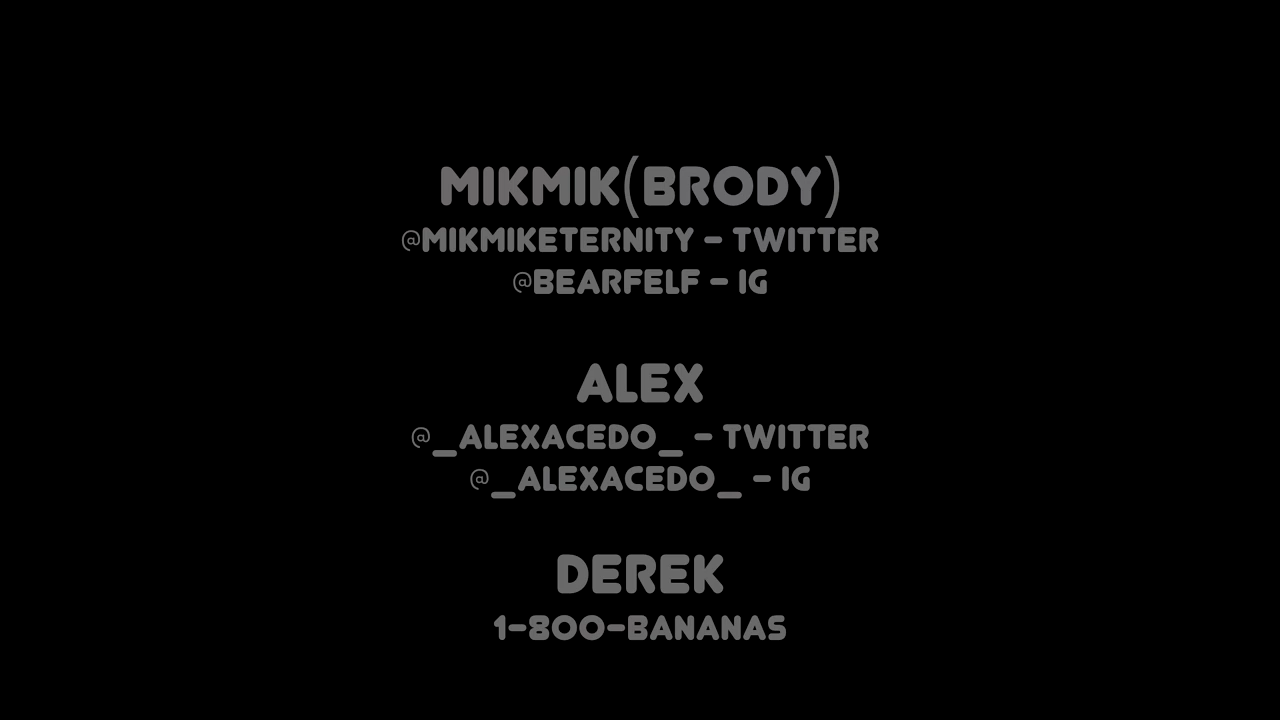 MIKMIK(BRODY)
@MIKMIKETERNITY - TWITTER
@BEARFELF - IG
ALEX
@_ALEXACEDO_ - TWITTER
@_ALEXACEDO_ - IG
DEREK
1-800-BANANAS